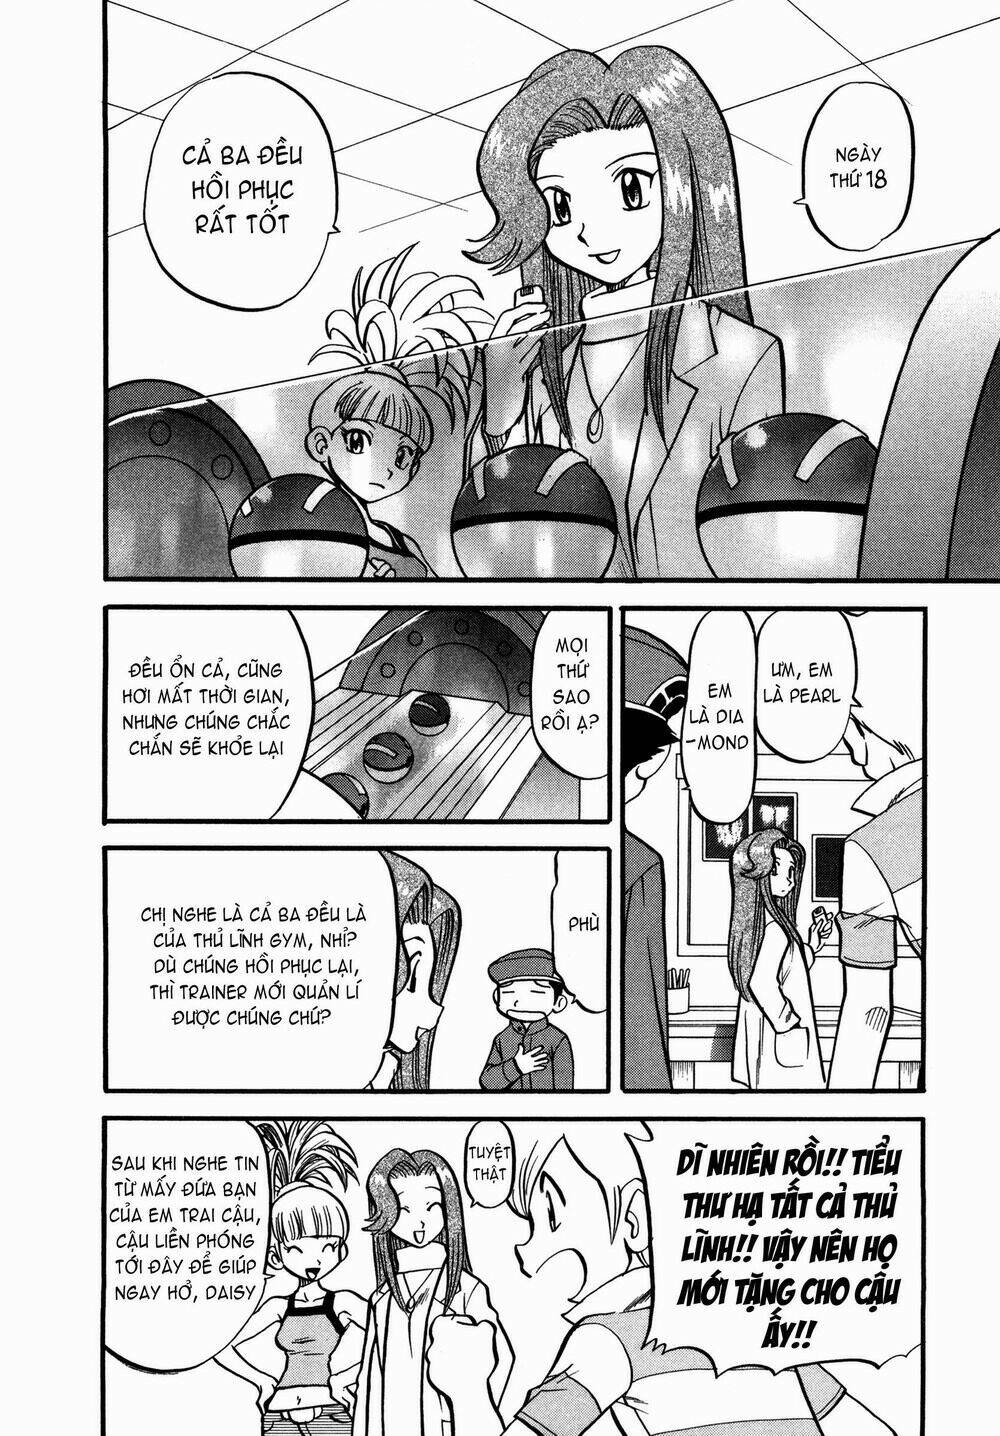 NGÀY
THỨ 18
CẢ BA ĐỀU
HỒI PHỤC
RẤT TỐT
ƯM, EM
LÀ PEARL
EM
LÀ DIA
-MOND
MỌI
THỨ
SAO
RỒI Ạ?
ĐỀU ỔN CẢ, CŨNG
HƠI MẤT THỜI GIAN,
NHƯNG CHÚNG CHẮC
CHẮN SẼ KHỎE LẠI
PHÙ
CHỊ NGHE LÀ CẢ BA ĐỀU LÀ
CỦA THỦ LĨNH GYM, NHỈ?
DÙ CHÚNG HỒI PHỤC LẠI,
THÌ TRAINER MỚI QUẢN LÍ
ĐƯỢC CHÚNG CHỨ?
DĨ NHIÊN RỒI!! TIỂU
THƯ HẠ TẤT CẢ THỦ
LĨNH!! VẬY NÊN HỌ
MỚI TẶNG CHO CẬU
ẤY!!
TUYỆT
THẬT
SAU KHI NGHE TIN
TỪ MẤY ĐỨA BẠN
CỦA EM TRAI CẬU,
CẬU LIỀN PHÓNG
TỚI ĐÂY ĐỂ GIÚP
NGAY HỞ, DAISY